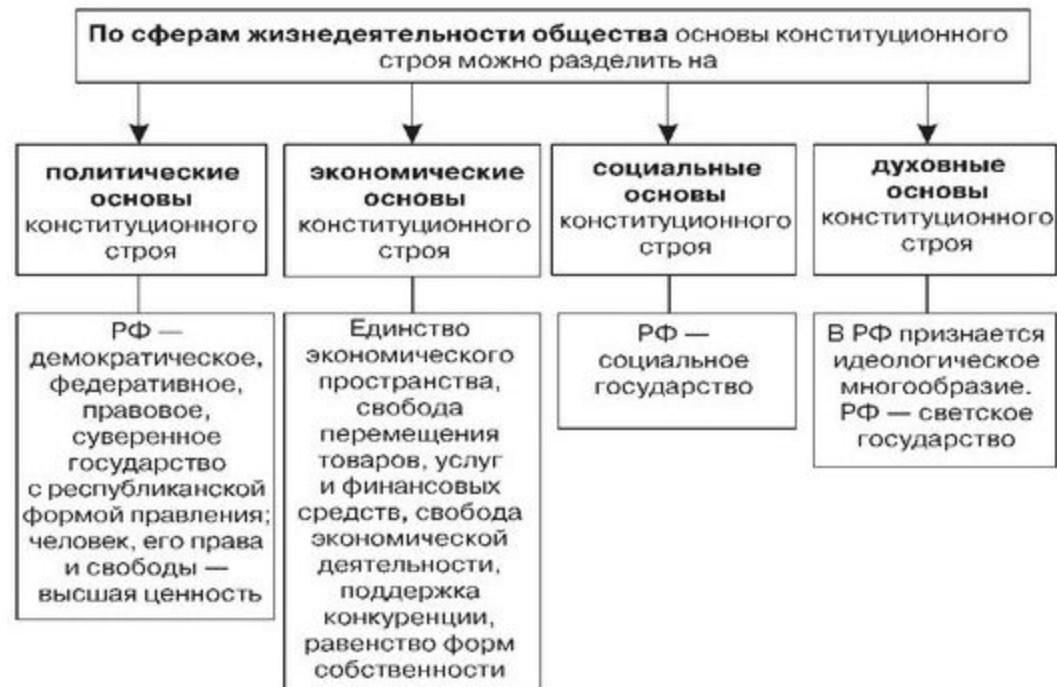 По сферам жизнедеятельности общества основы конституционного
строя можно разделить на
политические
основы
конституционного
строя
экономические
основы
конституционного
строя
социальные
основы
конституционного
строя
духовные
основы
конституционного
строя
РФ —
демократическое,
федеративное,
правовое,
суверенное
государство
с республиканской
формой правления;
человек, его права
и свободы —
высшая ценность
Единство
экономического
пространства,
свобода
перемещения
товаров, услуг
и финансовых
средств, свобода
экономической
деятельности,
поддержка
конкуренции,
равенство форм
собственности
РФ —
социальное
государство
В РФ признается
идеологическое
многообразие.
РФ — светское
государство